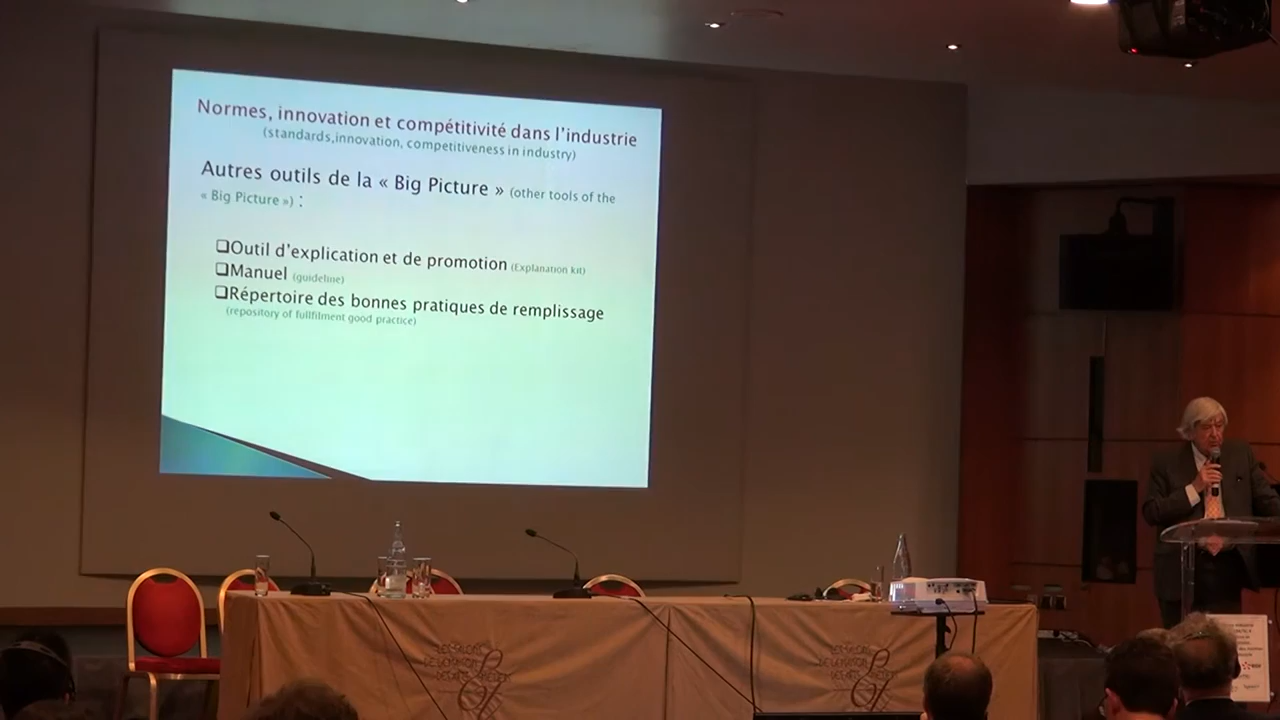 Normes, innovation et compétitivité dans l'industrie
(standards,innovation, competitiveness in industry)
Autres outils de la « Big Picture » (other tools of the
« Big Picture ») :
❑Outil d'explication et de promotion (Explanation kit)
❑Manuel (guideline)
❑Répertoire des bonnes pratiques de remplissage
(repository of fullfilment good practice)